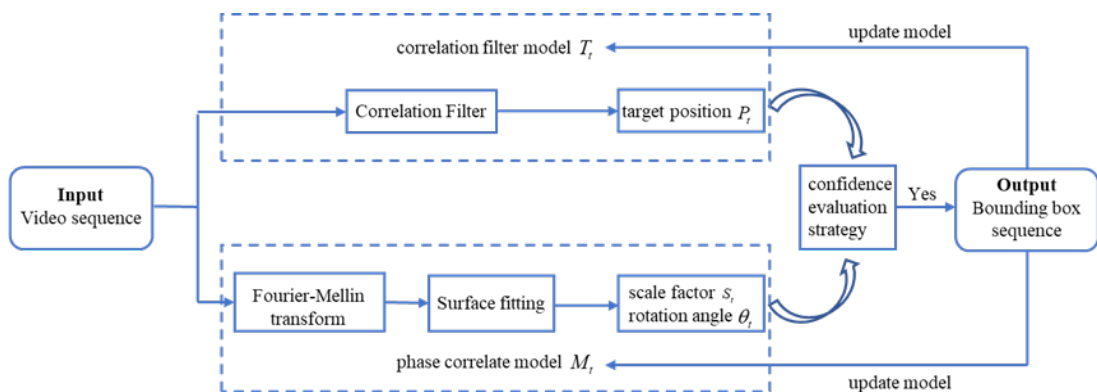 update model
correlation filter model T_t
Correlation Filter
target position P_t
Input
Video sequence
confidence
evaluation
strategy
Yes
Output
Bounding box
sequence
Fourier-Mellin
transform
Surface fitting
scale factor s_t
rotation angle θ_t
phase correlate model M_t
update model